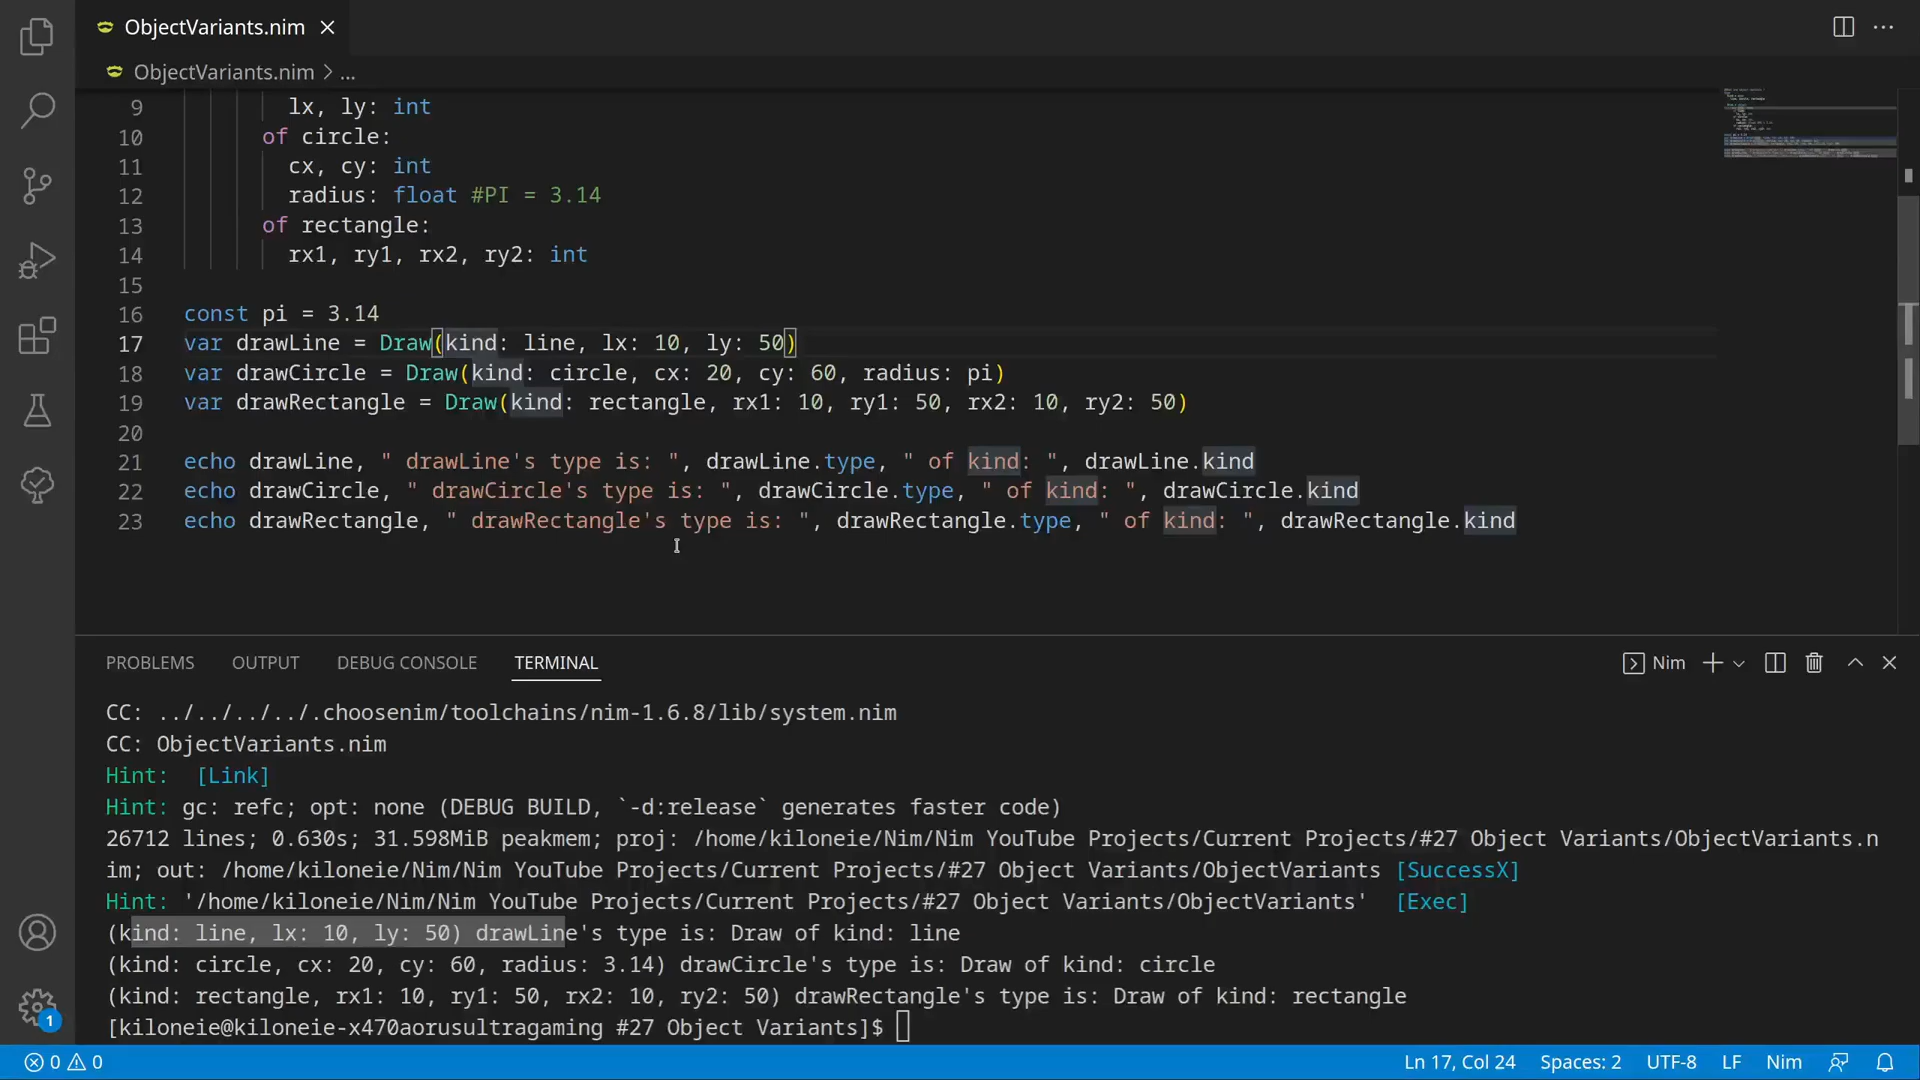 ObjectVariants.nim
ObjectVariants.nim > ...
9 lx, ly: int
10 of circle:
11 cx, cy: int
12 radius: float #PI = 3.14
13 of rectangle:
14 rx1, ry1, rx2, ry2: int
15
16 const pi = 3.14
17 var drawLine = Draw(kind: line, lx: 10, ly: 50)
18 var drawCircle = Draw(kind: circle, cx: 20, cy: 60, radius: pi)
19 var drawRectangle = Draw(kind: rectangle, rx1: 10, ry1: 50, rx2: 10, ry2: 50)
20
21 echo drawLine, " drawLine's type is: ", drawLine.type, " of kind: ", drawLine.kind
22 echo drawCircle, " drawCircle's type is: ", drawCircle.type, " of kind: ", drawCircle.kind
23 echo drawRectangle, " drawRectangle's type is: ", drawRectangle.type, " of kind: ", drawRectangle.kind
PROBLEMS OUTPUT DEBUG CONSOLE TERMINAL Nim
CC: ../../../../.choosenim/toolchains/nim-1.6.8/lib/system.nim
CC: ObjectVariants.nim
Hint: [Link]
Hint: gc: refc; opt: none (DEBUG BUILD, `-d:release` generates faster code)
26712 lines; 0.630s; 31.598MiB peakmem; proj: /home/kiloneie/Nim/Nim YouTube Projects/Current Projects/#27 Object Variants/ObjectVariants.n
im; out: /home/kiloneie/Nim/Nim YouTube Projects/Current Projects/#27 Object Variants/ObjectVariants [SuccessX]
Hint: '/home/kiloneie/Nim/Nim YouTube Projects/Current Projects/#27 Object Variants/ObjectVariants' [Exec]
(kind: line, lx: 10, ly: 50) drawLine's type is: Draw of kind: line
(kind: circle, cx: 20, cy: 60, radius: 3.14) drawCircle's type is: Draw of kind: circle
(kind: rectangle, rx1: 10, ry1: 50, rx2: 10, ry2: 50) drawRectangle's type is: Draw of kind: rectangle
[kiloneie@kiloneie-x470aorusultragaming #27 Object Variants]$
1
0 0 Ln 17, Col 24 Spaces: 2 UTF-8 LF Nim